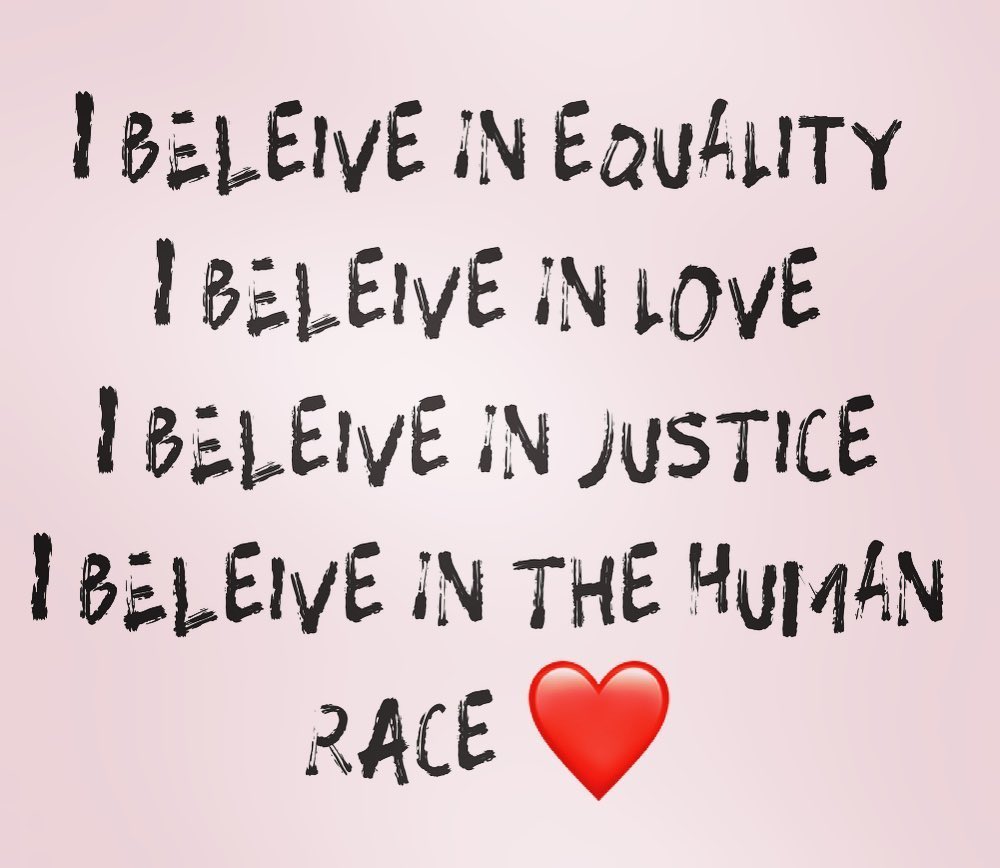 I BELEIVE IN EQUALITY
I BELEIVE IN LOVE
I BELEIVE IN JUSTICE
I BELEIVE IN THE HUMAN
RACE ❤️